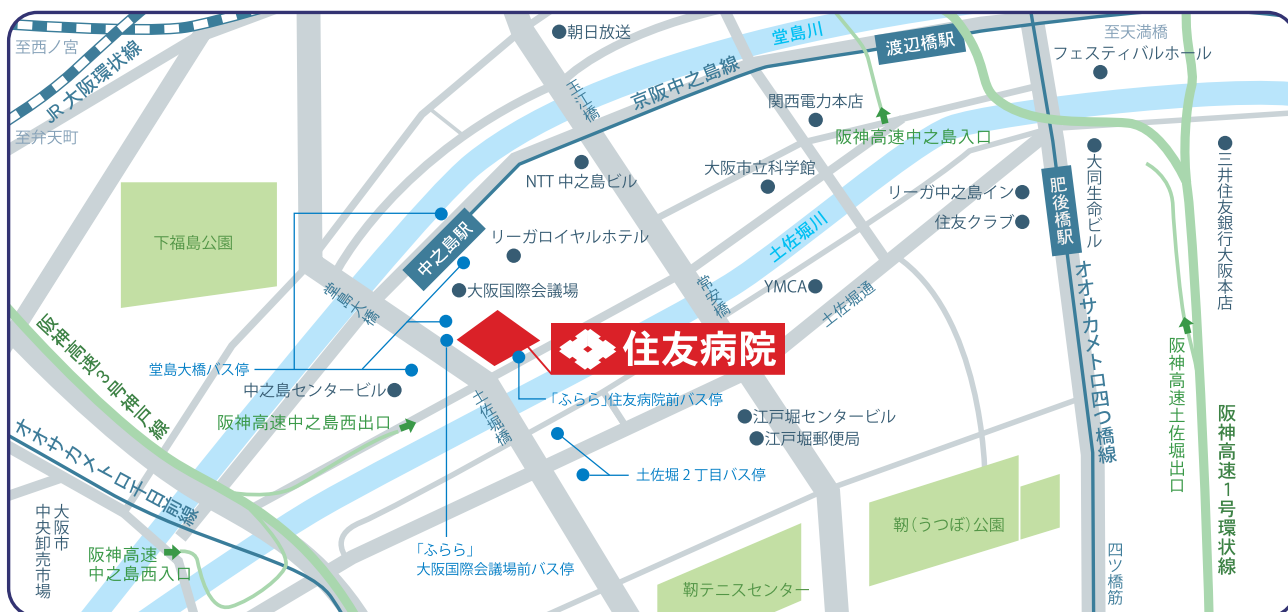 至西ノ宮
JR大阪環状線
至弁天町
朝日放送
玉江橋
堂島川
京阪中之島線
渡辺橋駅
至天満橋
フェスティバルホール
関西電力本店
阪神高速中之島入口
NTT 中之島ビル
大阪市立科学館
リーガ中之島イン
住友クラブ
肥後橋駅
大同生命ビル
三井住友銀行大阪本店
下福島公園
中之島駅
リーガロイヤルホテル
大阪国際会議場
土佐堀川
常安橋
YMCA
土佐堀通
オオサカメトロ四つ橋線
堂島大橋
阪神高速3号神戸線
住友病院
堂島大橋バス停
中之島センタービル
阪神高速中之島西出口
「ふらら」住友病院前バス停
土佐堀橋
江戸堀センタービル
江戸堀郵便局
土佐堀 2 丁目バス停
阪神高速土佐堀出口
阪神高速1号環状線
オオサカメトロ千日前線
大阪市
中央卸売市場
阪神高速
中之島西入口
「ふらら」
大阪国際会議場前バス停
靭(うつぼ)公園
靭テニスセンター
四ツ橋筋